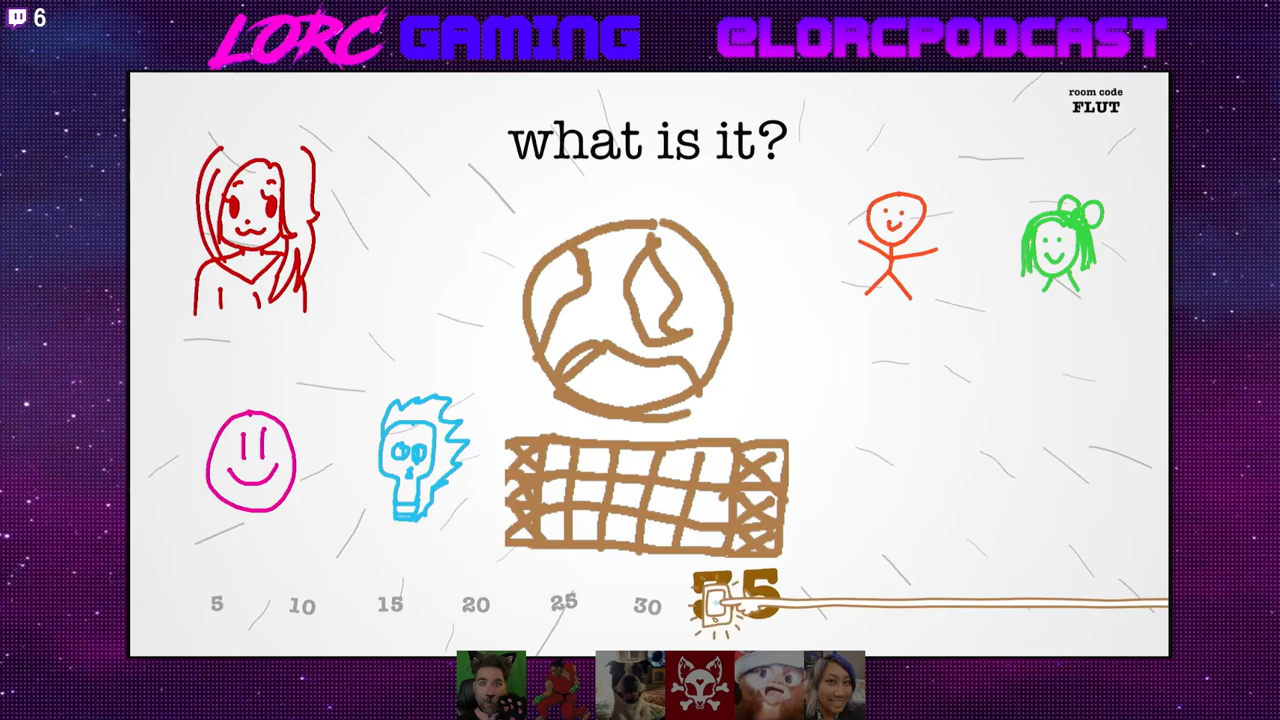 6
LORC GAMING @LORCPODCAST
room code
FLUT
what is it?
5 10 15 20 25 30 35